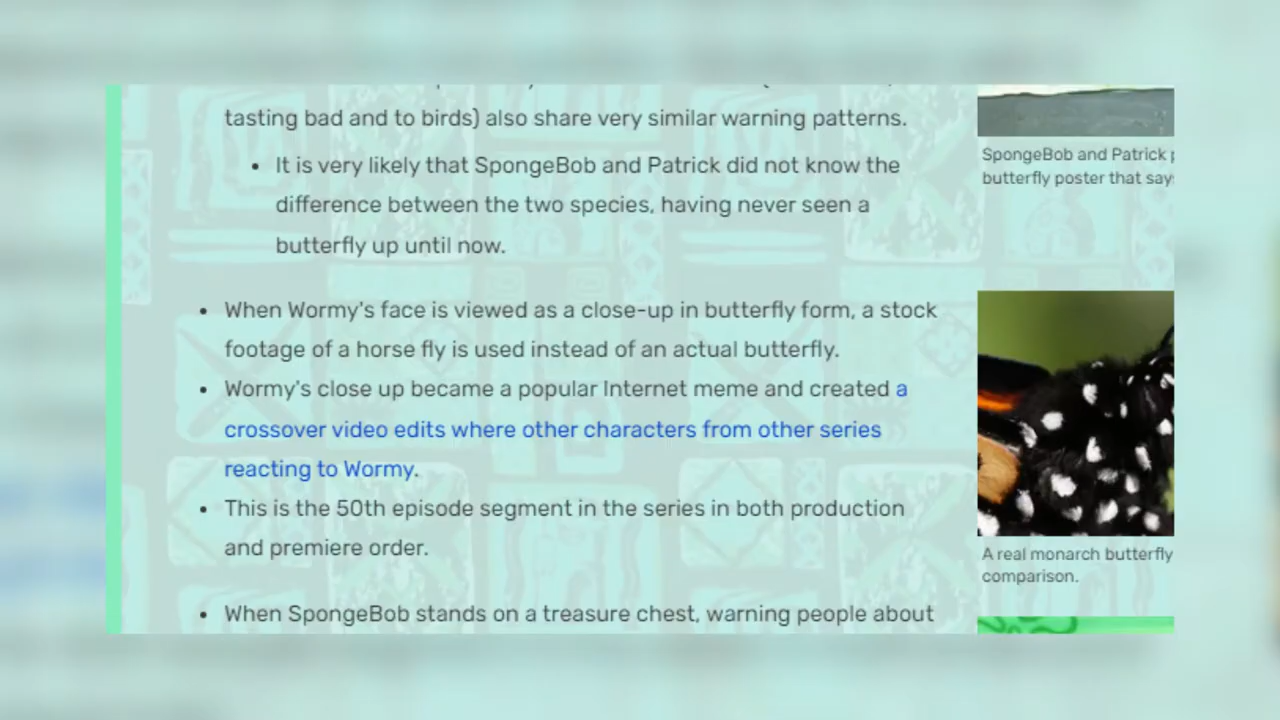 tasting bad and to birds) also share very similar warning patterns.
It is very likely that SpongeBob and Patrick did not know the
difference between the two species, having never seen a
butterfly up until now.
When Wormy's face is viewed as a close-up in butterfly form, a stock
footage of a horse fly is used instead of an actual butterfly.
Wormy's close up became a popular Internet meme and created a
crossover video edits where other characters from other series
reacting to Wormy.
This is the 50th episode segment in the series in both production
and premiere order.
When SpongeBob stands on a treasure chest, warning people about
SpongeBob and Patrick
butterfly poster that say
A real monarch butterfly
comparison.